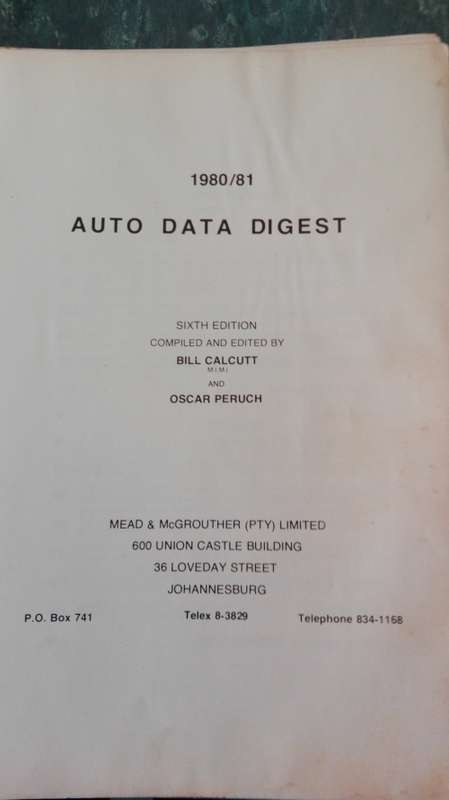 1980/81
AUTO DATA DIGEST
SIXTH EDITION
COMPILED AND EDITED BY
BILL CALCUTT
M.I.M.I.
AND
OSCAR PERUCH
MEAD & McGROUTHER (PTY) LIMITED
600 UNION CASTLE BUILDING
36 LOVEDAY STREET
JOHANNESBURG
P.O. Box 741 Telex 8-3829 Telephone 834-1168